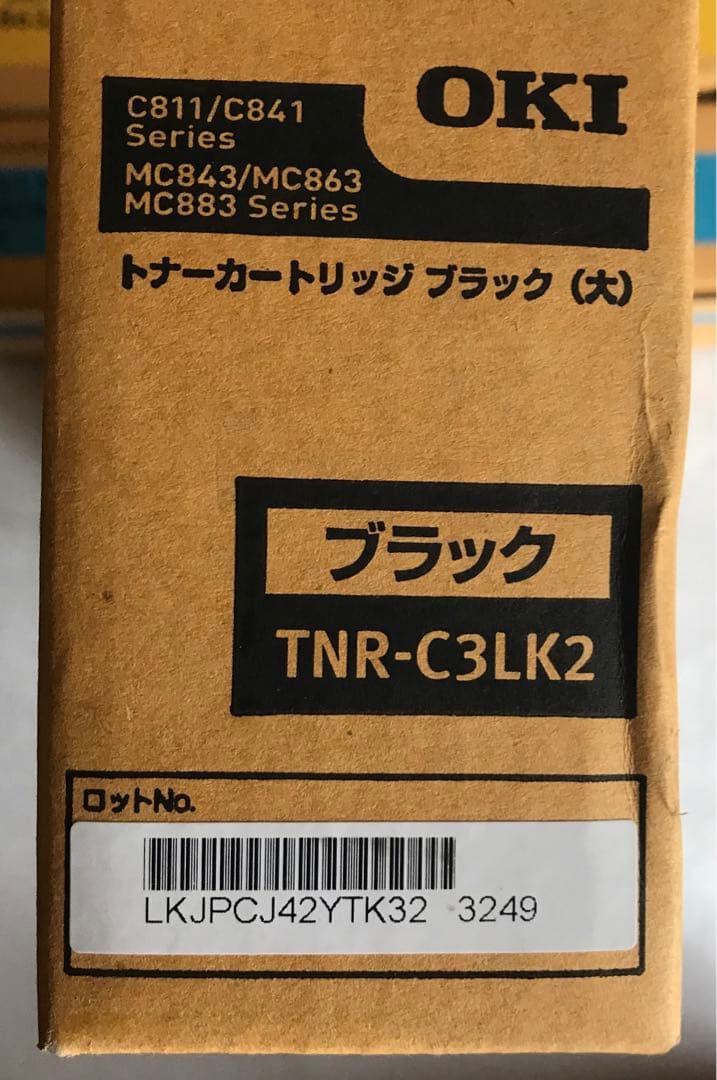 OKI
C811/C841
Series
MC843/MC863
MC883 Series
トナーカートリッジ ブラック (大)
ブラック
TNR-C3LK2
ロットNo.
LKJPCJ42YTK32 3249